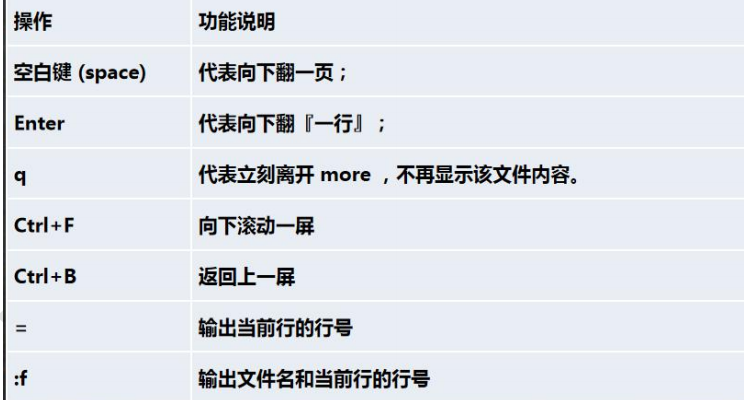 操作 功能说明
空白键 (space) 代表向下翻一页；
Enter 代表向下翻『一行』；
q 代表立刻离开 more ，不再显示该文件内容。
Ctrl+F 向下滚动一屏
Ctrl+B 返回上一屏
= 输出当前行的行号
:f 输出文件名和当前行的行号